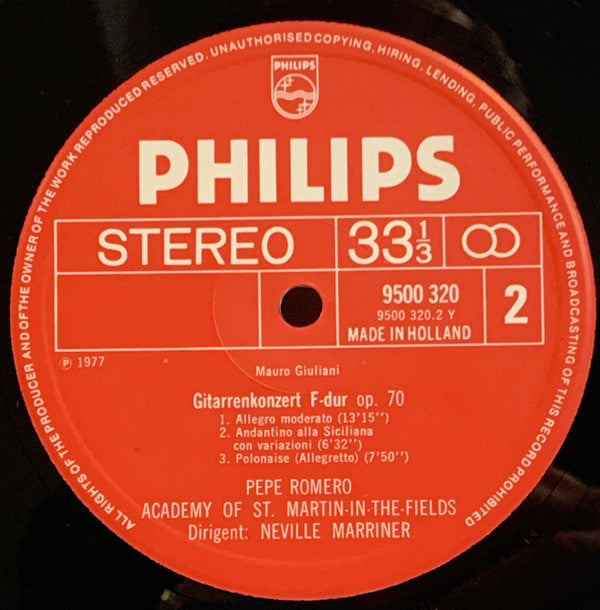 ALL RIGHTS OF THE PRODUCER AND OF THE OWNER OF THE WORK REPRODUCED RESERVED. UNAUTHORISED COPYING, HIRING, LENDING, PUBLIC PERFORMANCE AND BROADCASTING OF THIS RECORD PROHIBITED
PHILIPS
PHILIPS
STEREO 33 1/3
9500 320
9500 320.2 Y
MADE IN HOLLAND
2
℗ 1977
Mauro Giuliani
Gitarrenkonzert F-dur op. 70
1. Allegro moderato (13'15'')
2. Andantino alla Siciliana
con variazioni (6'32'')
3. Polonaise (Allegretto) (7'50'')
PEPE ROMERO
ACADEMY OF ST. MARTIN-IN-THE-FIELDS
Dirigent: NEVILLE MARRINER